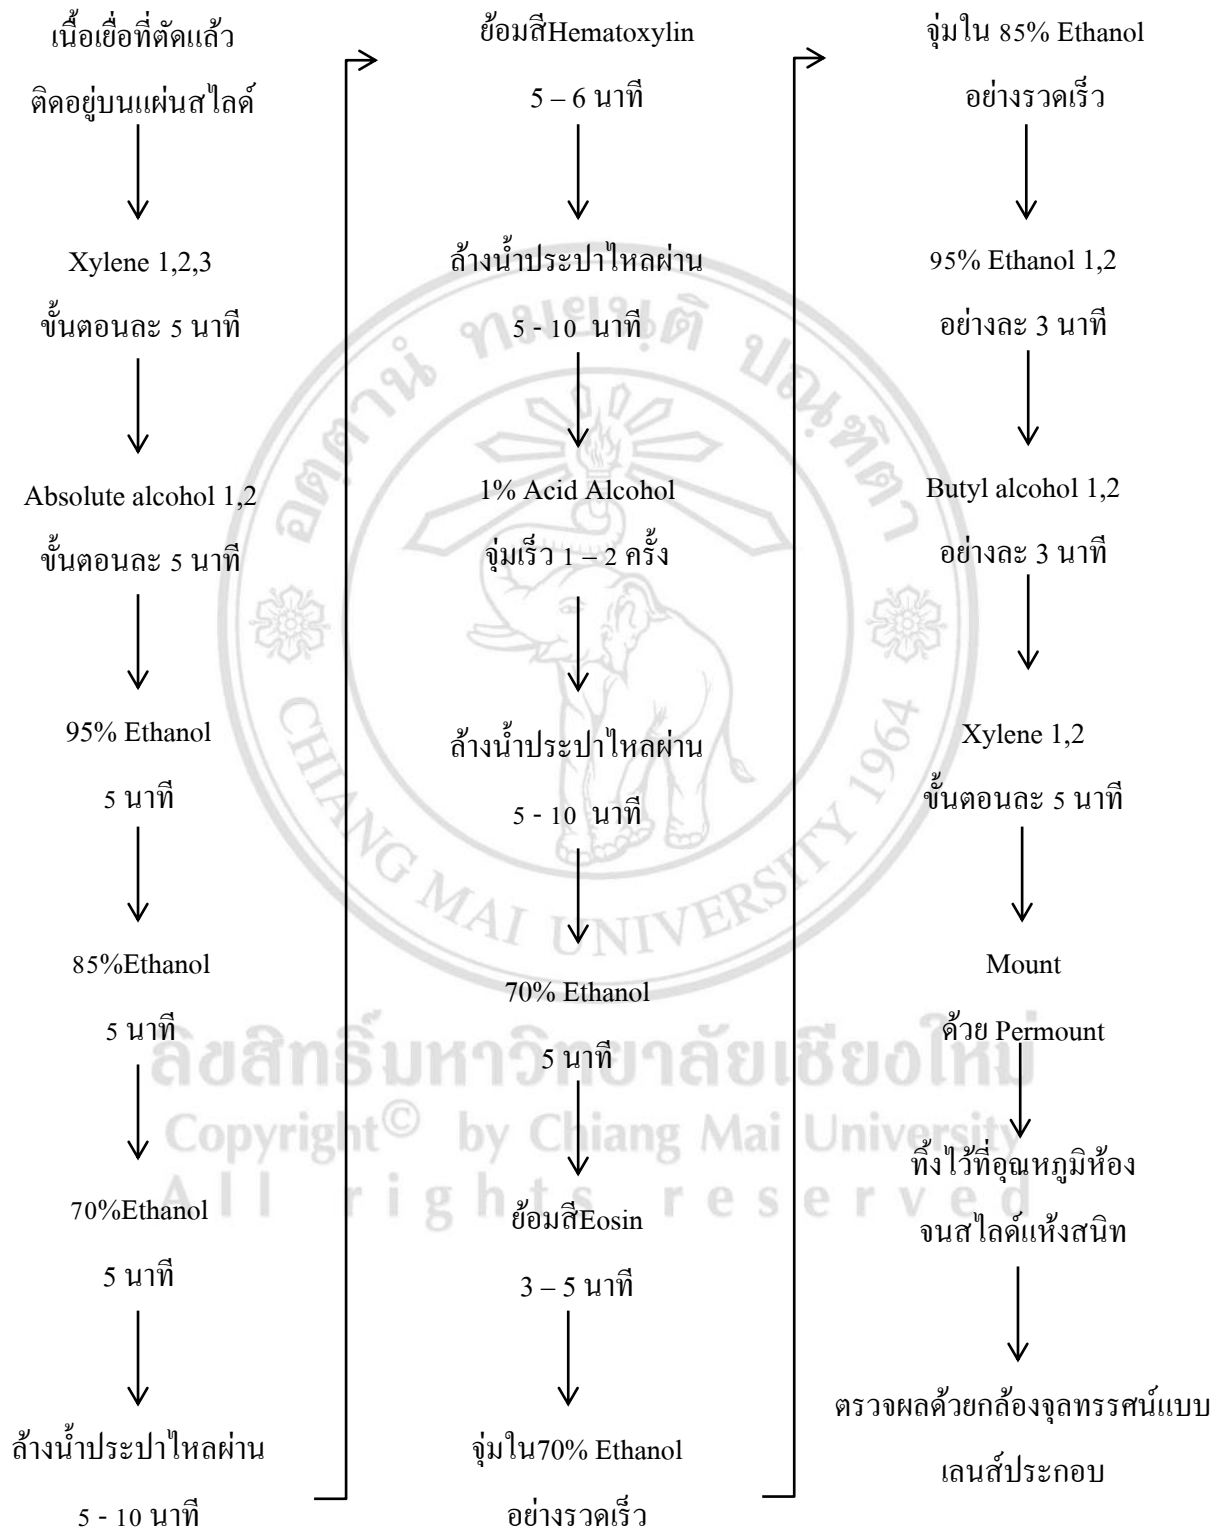 เนื้อเยื่อที่ตัดแล้ว
ติดอยู่บนแผ่นสไลด์
Xylene 1,2,3
ขั้นตอนละ 5 นาที
Absolute alcohol 1,2
ขั้นตอนละ 5 นาที
95% Ethanol
5 นาที
85%Ethanol
5 นาที
70%Ethanol
5 นาที
ล้างน้ำประปาไหลผ่าน
5 - 10 นาที
ย้อมสีHematoxylin
5 – 6 นาที
ล้างน้ำประปาไหลผ่าน
5 - 10 นาที
1% Acid Alcohol
จุ่มเร็ว 1 – 2 ครั้ง
ล้างน้ำประปาไหลผ่าน
5 - 10 นาที
70% Ethanol
5 นาที
ย้อมสีEosin
3 – 5 นาที
จุ่มใน70% Ethanol
อย่างรวดเร็ว
จุ่มใน 85% Ethanol
อย่างรวดเร็ว
95% Ethanol 1,2
อย่างละ 3 นาที
Butyl alcohol 1,2
อย่างละ 3 นาที
Xylene 1,2
ขั้นตอนละ 5 นาที
Mount
ด้วย Permount
ทิ้งไว้ที่อุณหภูมิห้อง
จนสไลด์แห้งสนิท
ตรวจผลด้วยกล้องจุลทรรศน์แบบ
เลนส์ประกอบ
อตฺตานํ ทมยนฺติ ปณฺฑิตา
CHIANG MAI UNIVERSITY 1964
ลิขสิทธิ์มหาวิทยาลัยเชียงใหม่
Copyright© by Chiang Mai University
All rights reserved